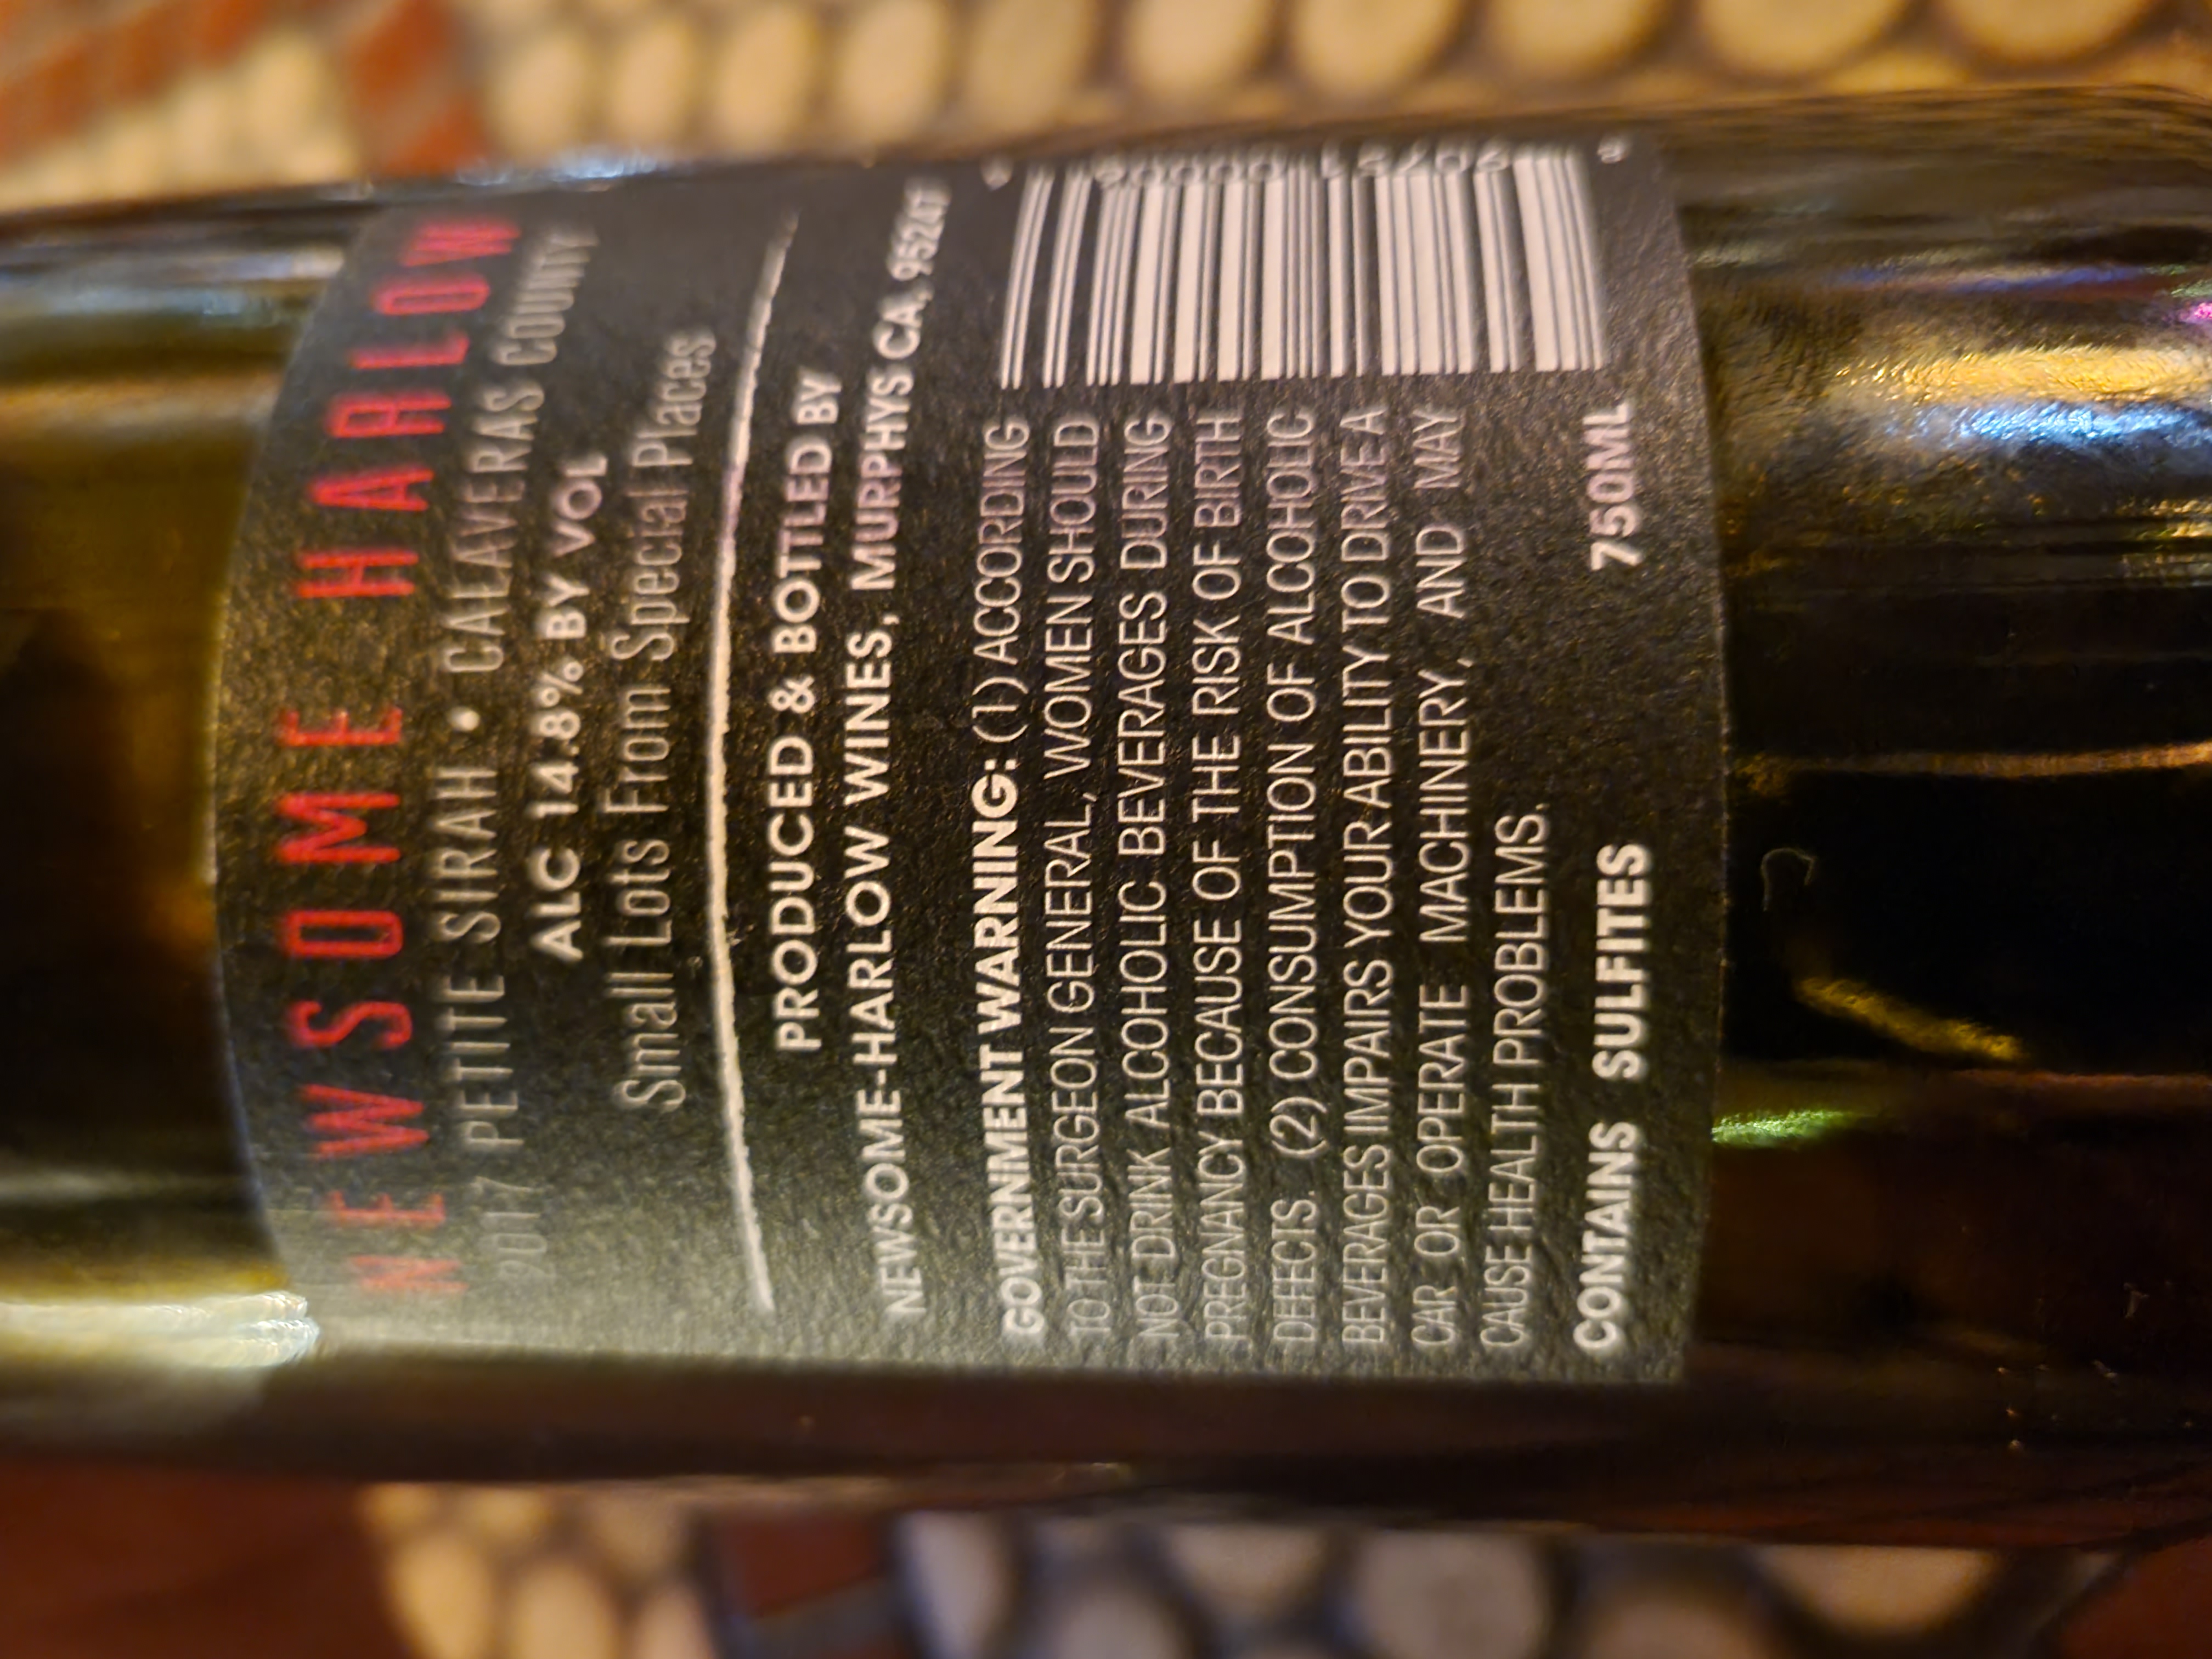 NEWSOME HARLOW
2017 PETITE SIRAH • CALAVERAS COUNTY
ALC 14.8% BY VOL
Small Lots From Special Places
PRODUCED & BOTTLED BY
NEWSOME-HARLOW WINES, MURPHYS CA, 95247
GOVERNMENT WARNING: (1) ACCORDING
TO THE SURGEON GENERAL, WOMEN SHOULD
NOT DRINK ALCOHOLIC BEVERAGES DURING
PREGNANCY BECAUSE OF THE RISK OF BIRTH
DEFECTS. (2) CONSUMPTION OF ALCOHOLIC
BEVERAGES IMPAIRS YOUR ABILITY TO DRIVE A
CAR OR OPERATE MACHINERY, AND MAY
CAUSE HEALTH PROBLEMS.
CONTAINS SULFITES 750ML